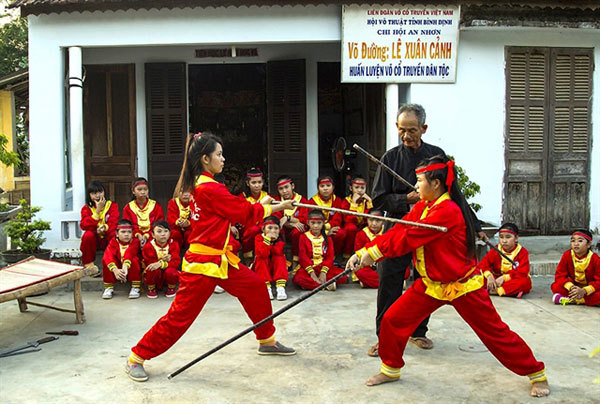 LIÊN ĐOÀN VÕ CỔ TRUYỀN VIỆT NAM
HỘI VÕ THUẬT TỈNH BÌNH ĐỊNH
CHI HỘI AN NHƠN
Võ Đường: LÊ XUÂN CẢNH
HUẤN LUYỆN VÕ CỔ TRUYỀN DÂN TỘC